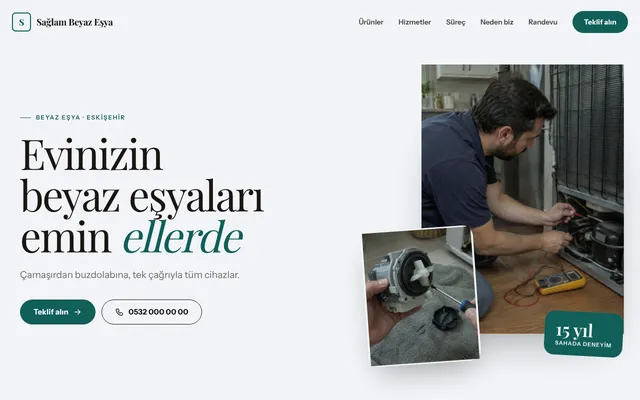 S
Sağlam Beyaz Eşya
Ürünler
Hizmetler
Süreç
Neden biz
Randevu
Teklif alın
BEYAZ EŞYA · ESKİŞEHİR
Evinizin
beyaz eşyaları
emin ellerde
Çamaşırdan buzdolabına, tek çağrıyla tüm cihazlar.
Teklif alın →
0532 000 00 00
15 yıl
SAHADA DENEYİM